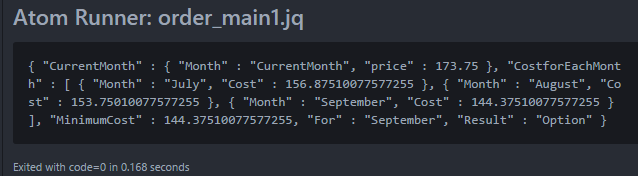 Atom Runner: order_main1.jq
{ "CurrentMonth" : { "Month" : "CurrentMonth", "price" : 173.75 }, "CostforEachMont
h" : [ { "Month" : "July", "Cost" : 156.87510077577255 }, { "Month" : "August", "Co
st" : 153.75010077577255 }, { "Month" : "September", "Cost" : 144.37510077577255 }
], "MinimumCost" : 144.37510077577255, "For" : "September", "Result" : "Option" }
Exited with code=0 in 0.168 seconds